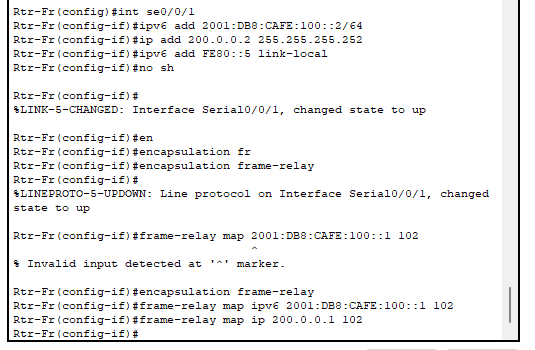 Rtr-Fr(config)#int se0/0/1
Rtr-Fr(config-if)#ipv6 add 2001:DB8:CAFE:100::2/64
Rtr-Fr(config-if)#ip add 200.0.0.2 255.255.255.252
Rtr-Fr(config-if)#ipv6 add FE80::5 link-local
Rtr-Fr(config-if)#no sh
Rtr-Fr(config-if)#
%LINK-5-CHANGED: Interface Serial0/0/1, changed state to up
Rtr-Fr(config-if)#en
Rtr-Fr(config-if)#encapsulation fr
Rtr-Fr(config-if)#encapsulation frame-relay
Rtr-Fr(config-if)#
%LINEPROTO-5-UPDOWN: Line protocol on Interface Serial0/0/1, changed
state to up
Rtr-Fr(config-if)#frame-relay map 2001:DB8:CAFE:100::1 102
^
% Invalid input detected at '^' marker.
Rtr-Fr(config-if)#encapsulation frame-relay
Rtr-Fr(config-if)#frame-relay map ipv6 2001:DB8:CAFE:100::1 102
Rtr-Fr(config-if)#frame-relay map ip 200.0.0.1 102
Rtr-Fr(config-if)#